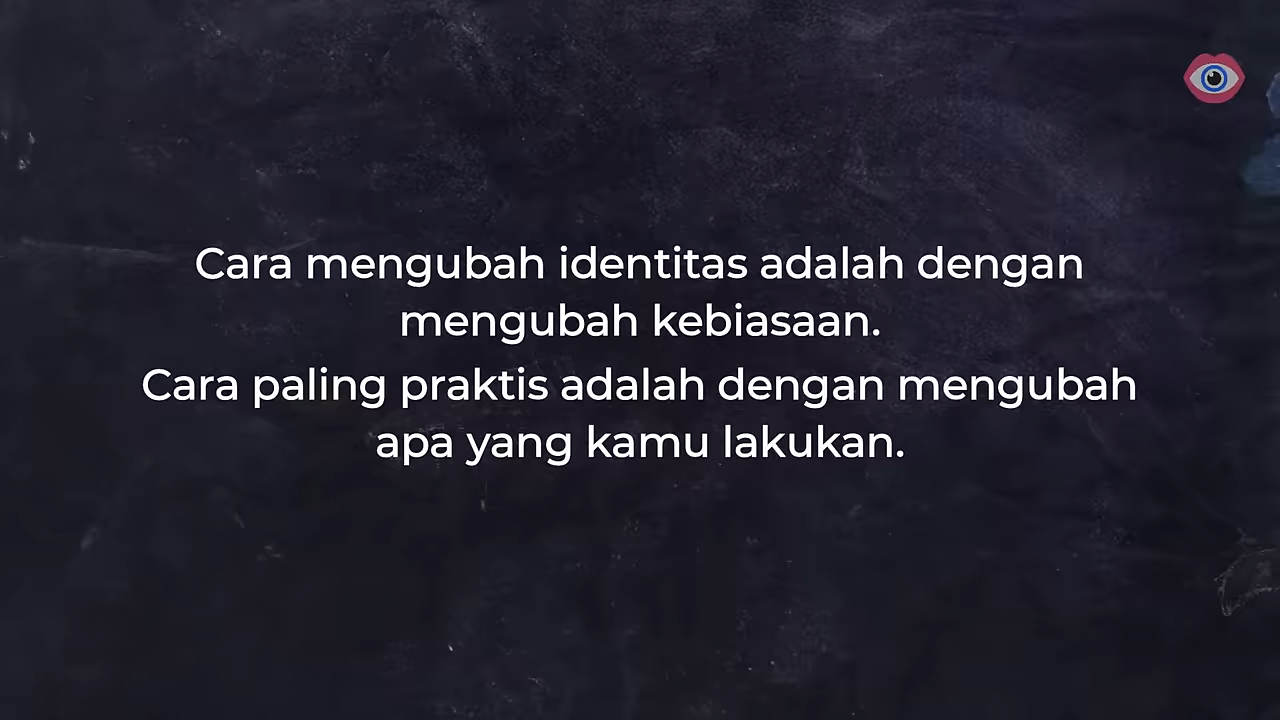 Cara mengubah identitas adalah dengan
mengubah kebiasaan.
Cara paling praktis adalah dengan mengubah
apa yang kamu lakukan.